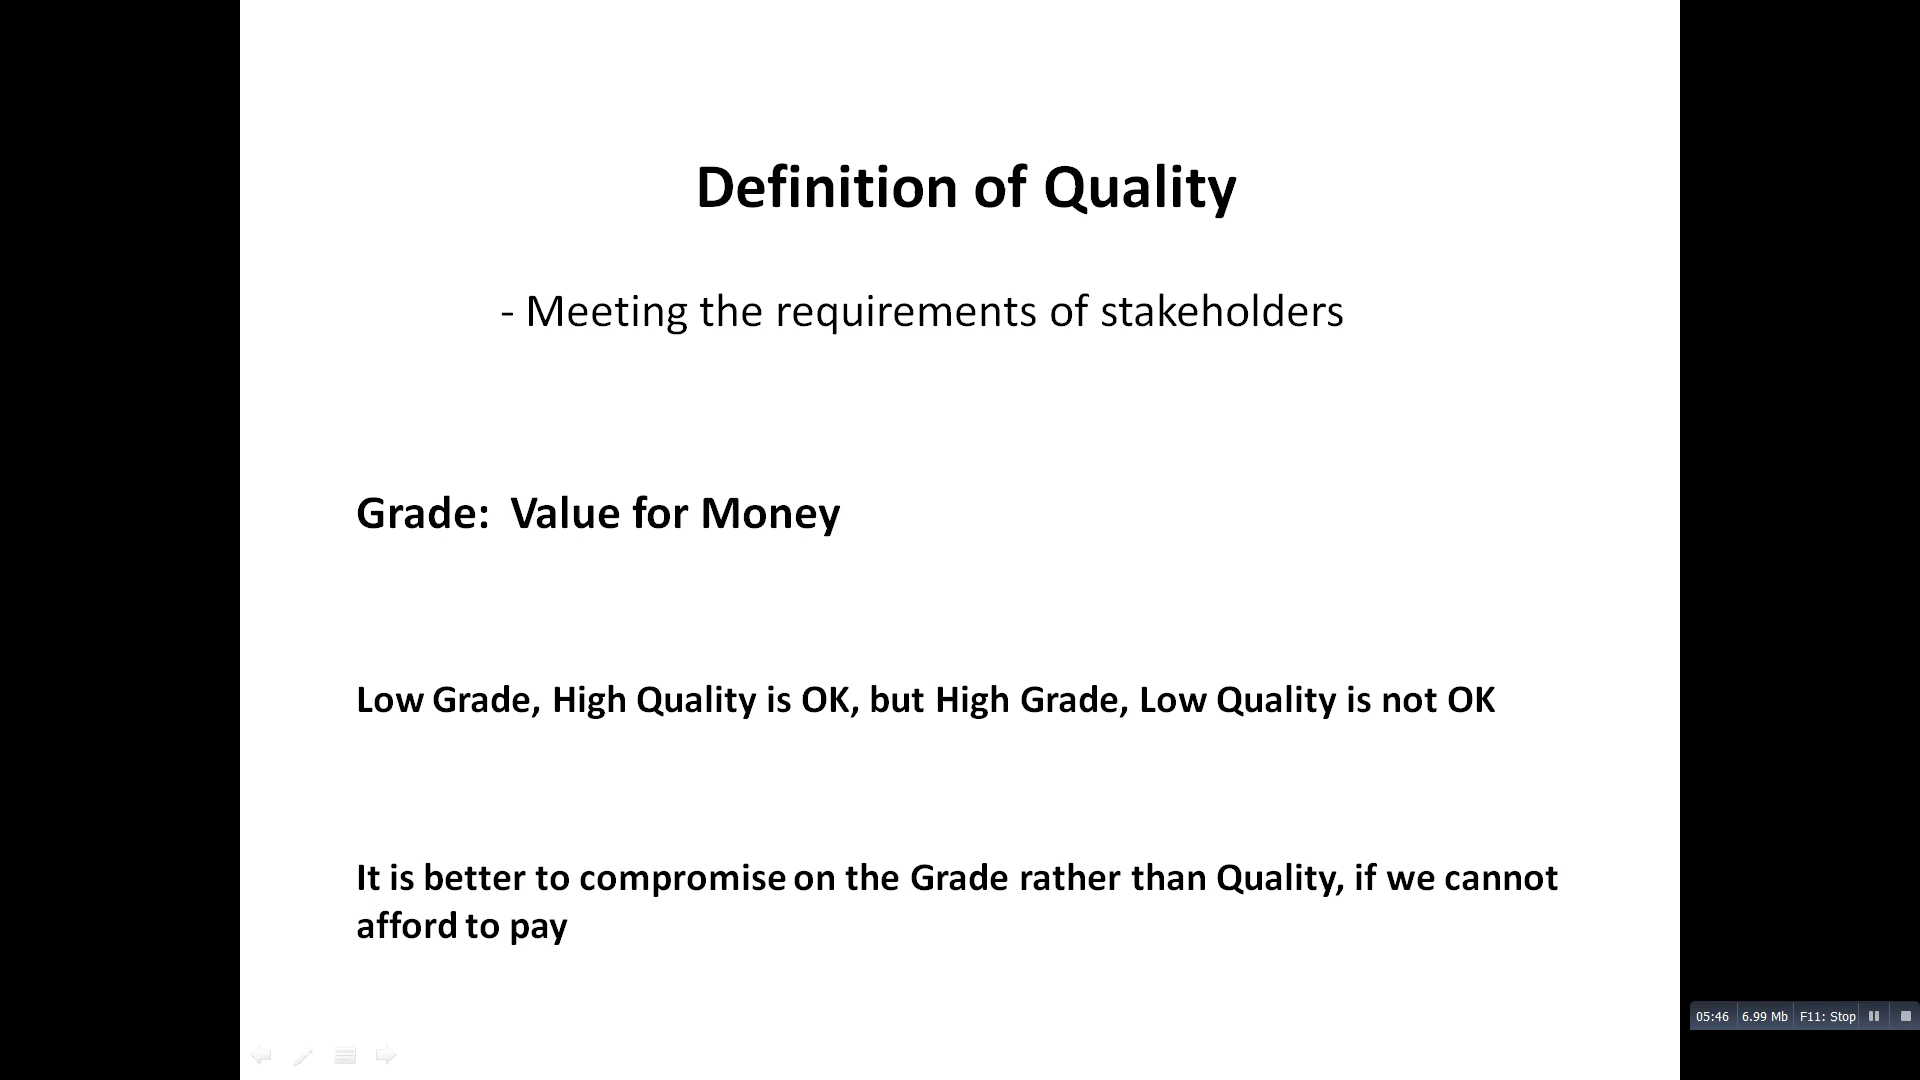 Definition of Quality
- Meeting the requirements of stakeholders
Grade:  Value for Money
Low Grade, High Quality is OK, but High Grade, Low Quality is not OK
It is better to compromise on the Grade rather than Quality, if we cannot
afford to pay
05:46 6.99 Mb F11: Stop